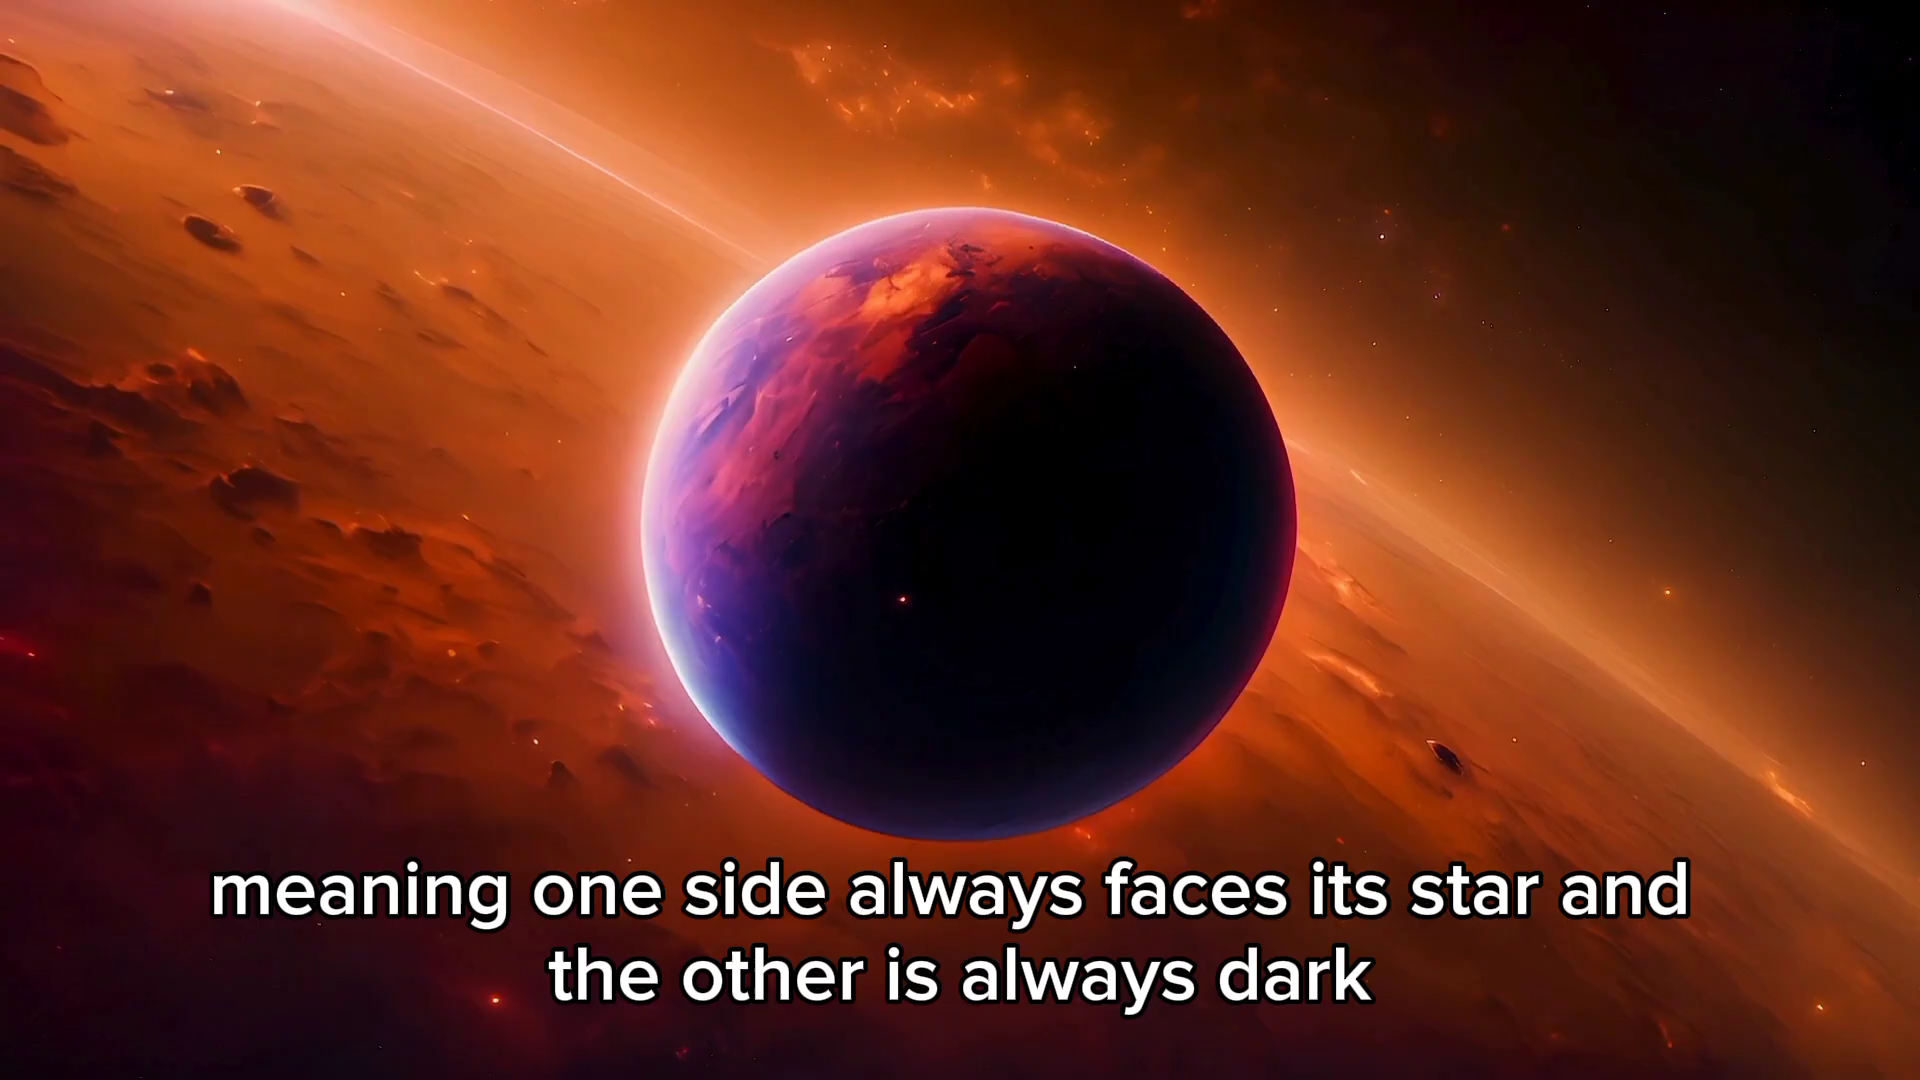 meaning one side always faces its star and
the other is always dark